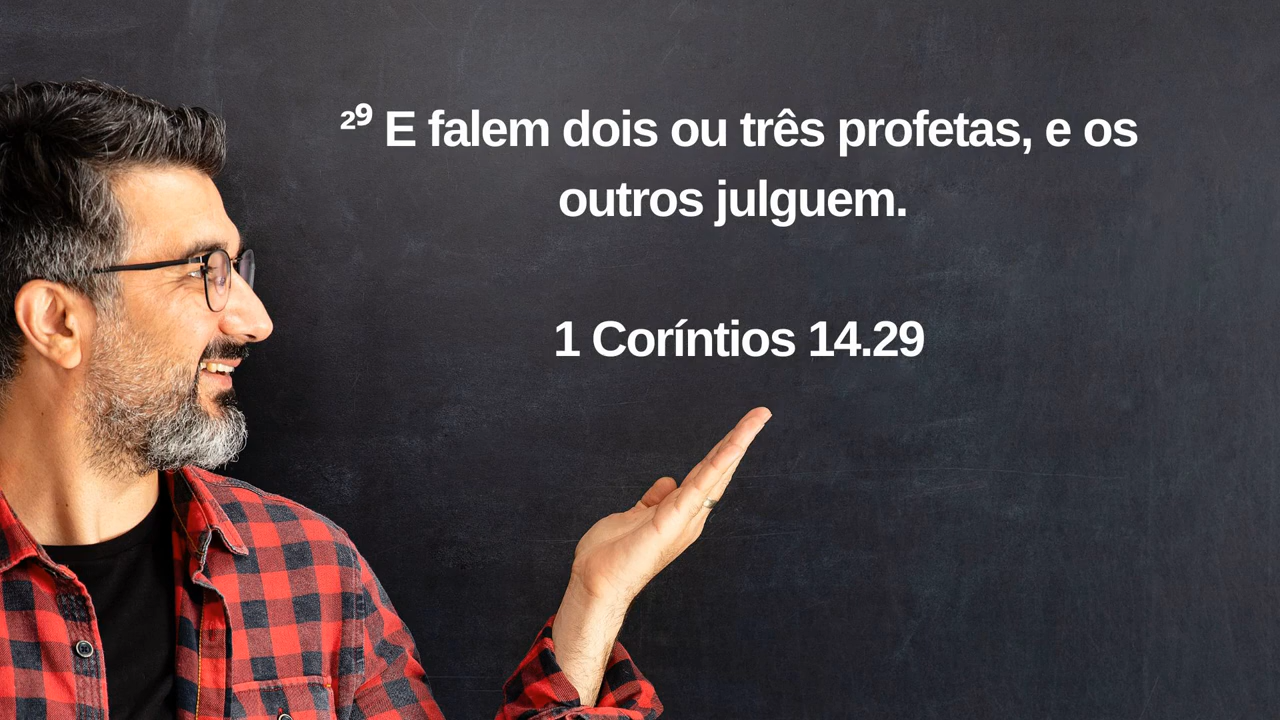 ²⁹ E falem dois ou três profetas, e os
outros julguem.
1 Coríntios 14.29